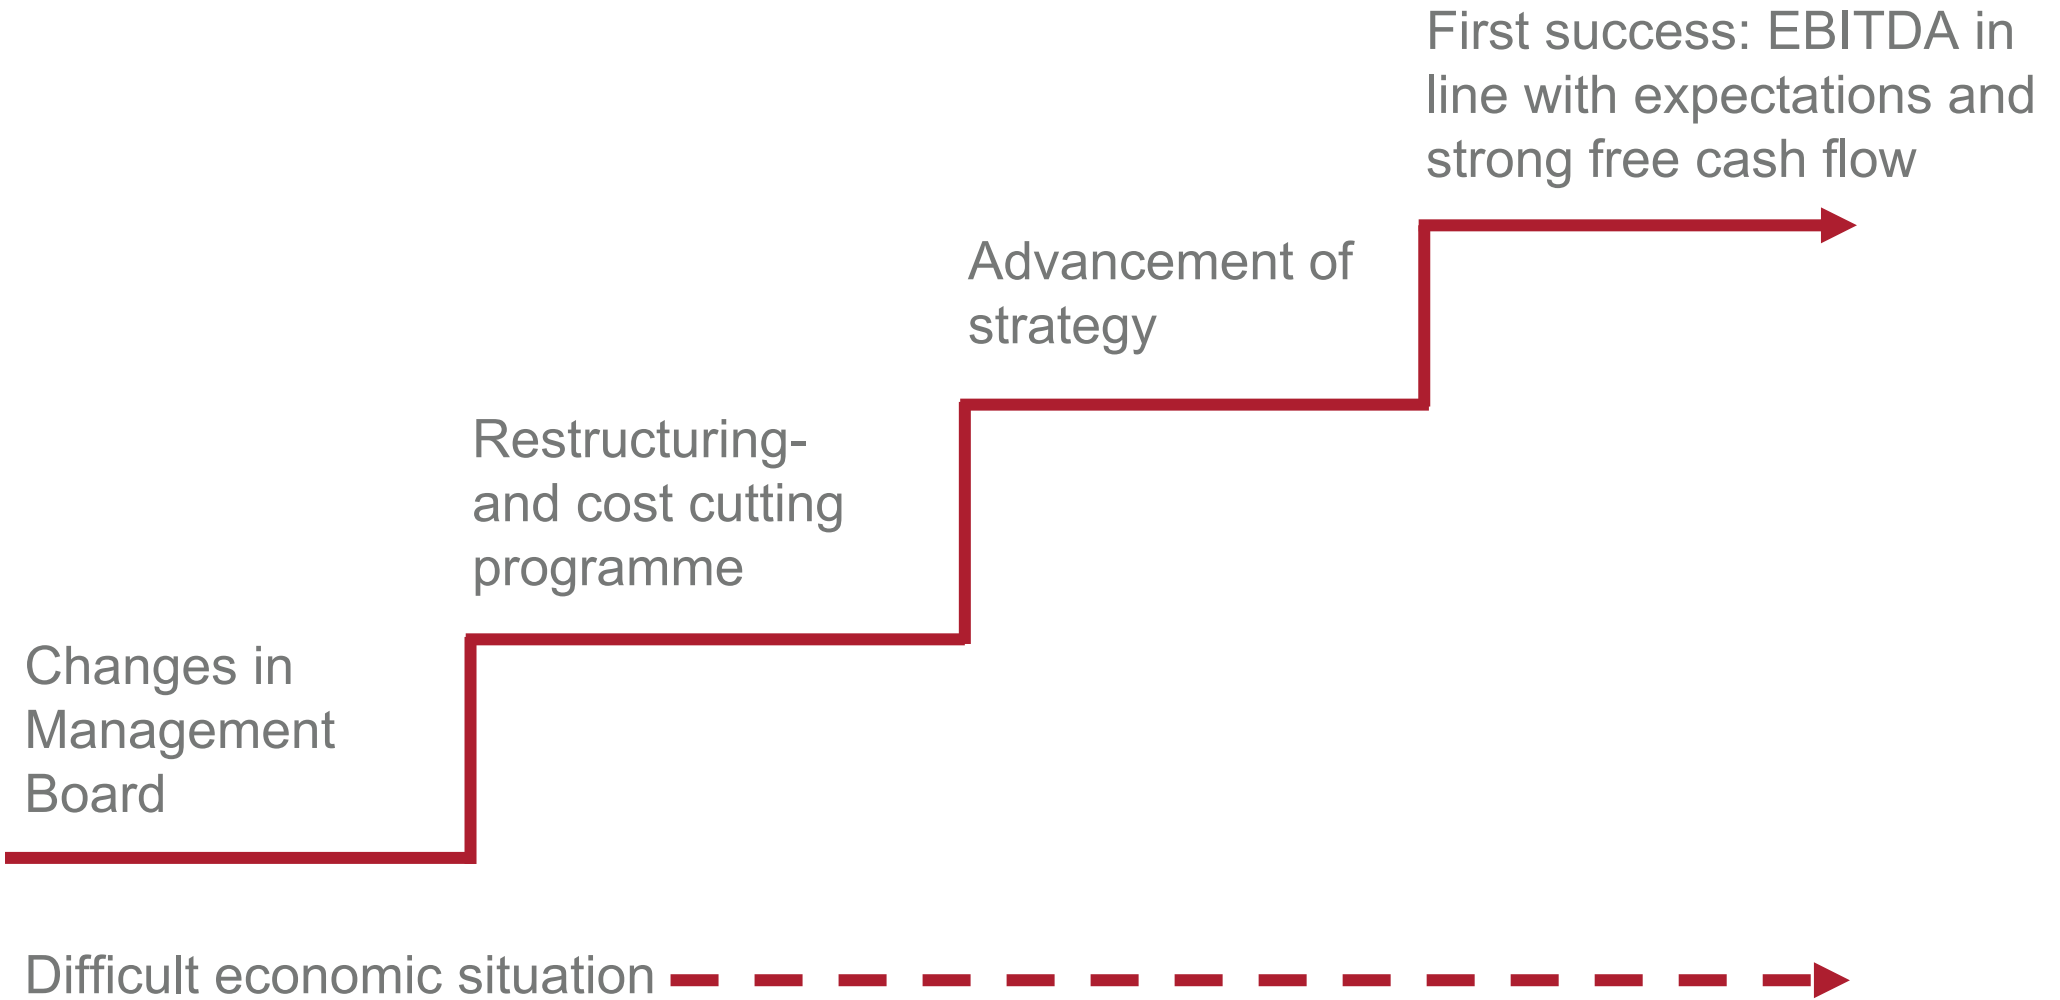 First success: EBITDA in
line with expectations and
strong free cash flow
Advancement of
strategy
Restructuring-
and cost cutting
programme
Changes in
Management
Board
Difficult economic situation